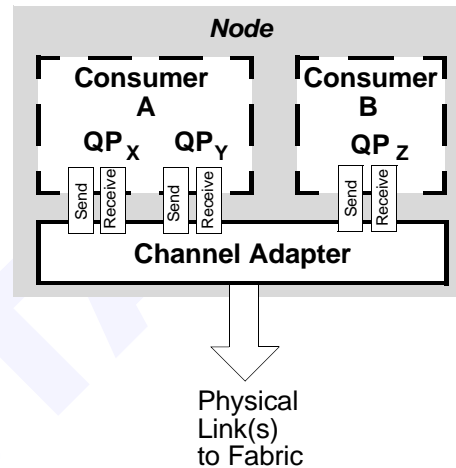 Node
Consumer
A
Consumer
B
QP X
QP Y
QP Z
Send
Receive
Send
Receive
Send
Receive
Channel Adapter
Physical
Link(s)
to Fabric